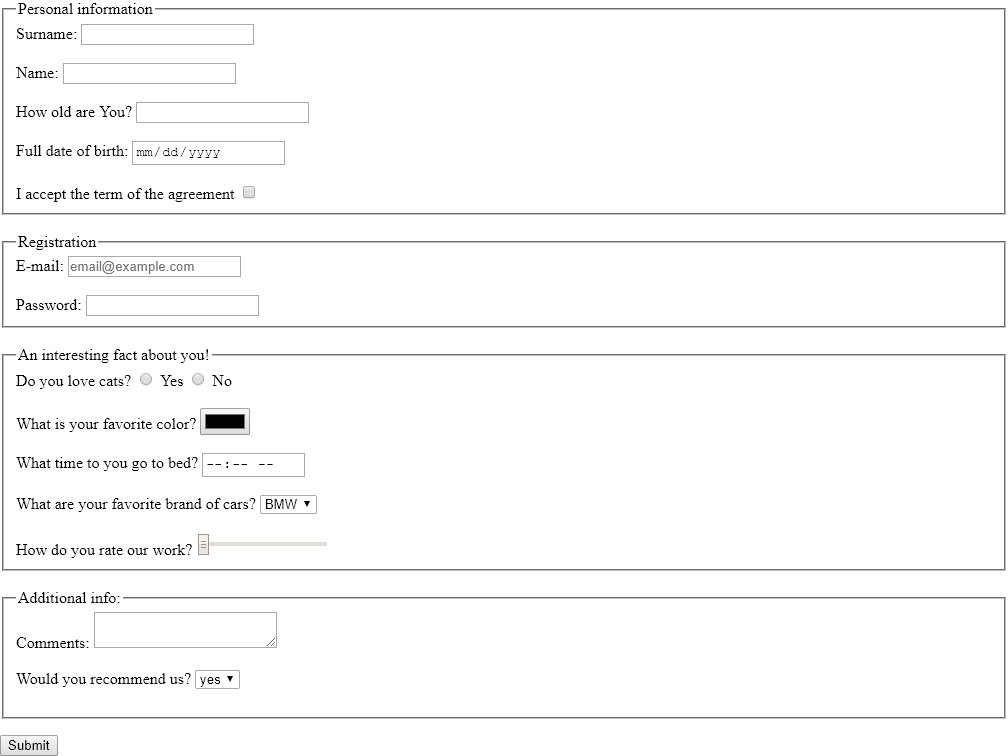 Personal information
Surname:
Name:
How old are You?
Full date of birth: mm/dd/yyyy
I accept the term of the agreement
Registration
E-mail: email@example.com
Password:
An interesting fact about you!
Do you love cats? Yes No
What is your favorite color?
What time to you go to bed? --:-- --
What are your favorite brand of cars? BMW
How do you rate our work?
Additional info:
Comments:
Would you recommend us? yes
Submit